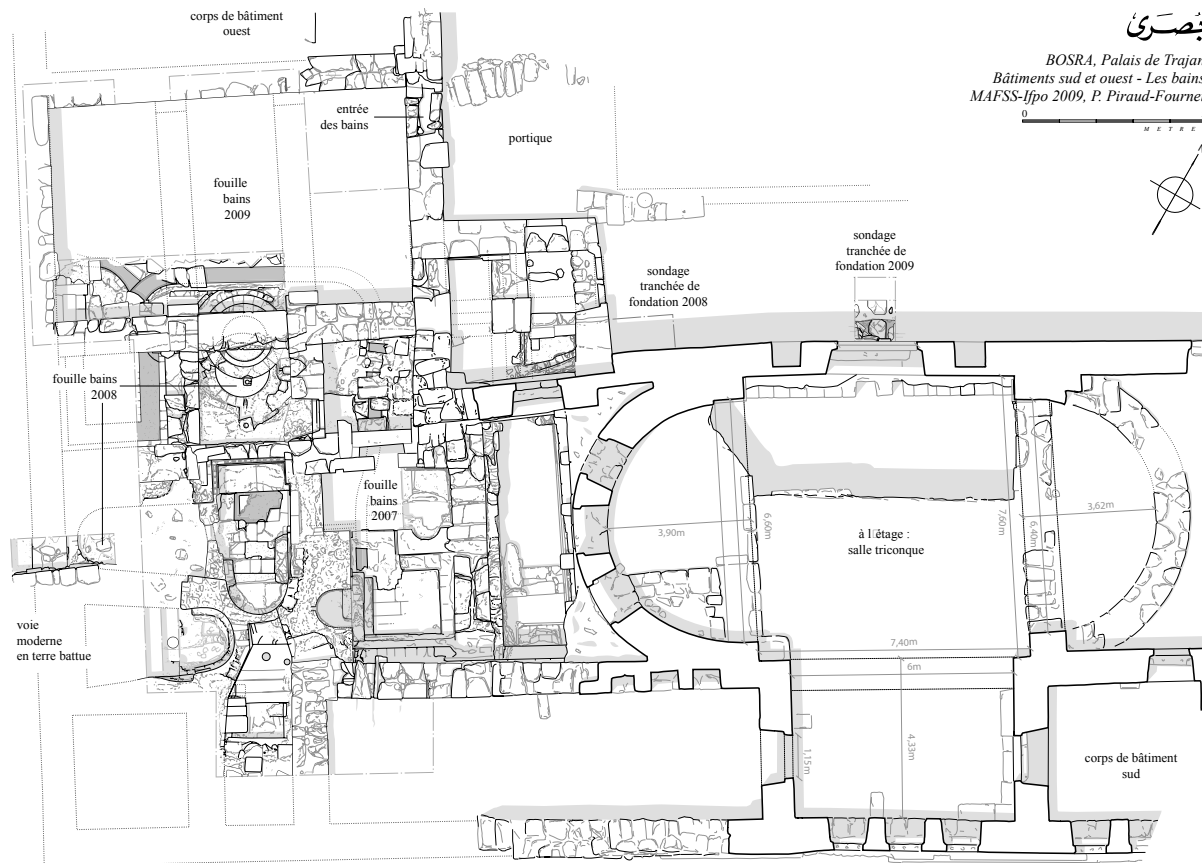 corps de bâtiment
ouest
بُصرَى
BOSRA, Palais de Trajan
Bâtiments sud et ouest - Les bains
MAFSS-Ifpo 2009, P. Piraud-Fournet
0
M E T R E
entrée
des bains
portique
fouille
bains
2009
sondage
tranchée de
fondation 2008
sondage
tranchée de
fondation 2009
fouille bains
2008
fouille
bains
2007
3,90m
6,60m
à l'étage :
salle triconque
7,60m
6,40m
3,62m
voie
moderne
en terre battue
7,40m
6m
4,33m
1,15m
corps de bâtiment
sud